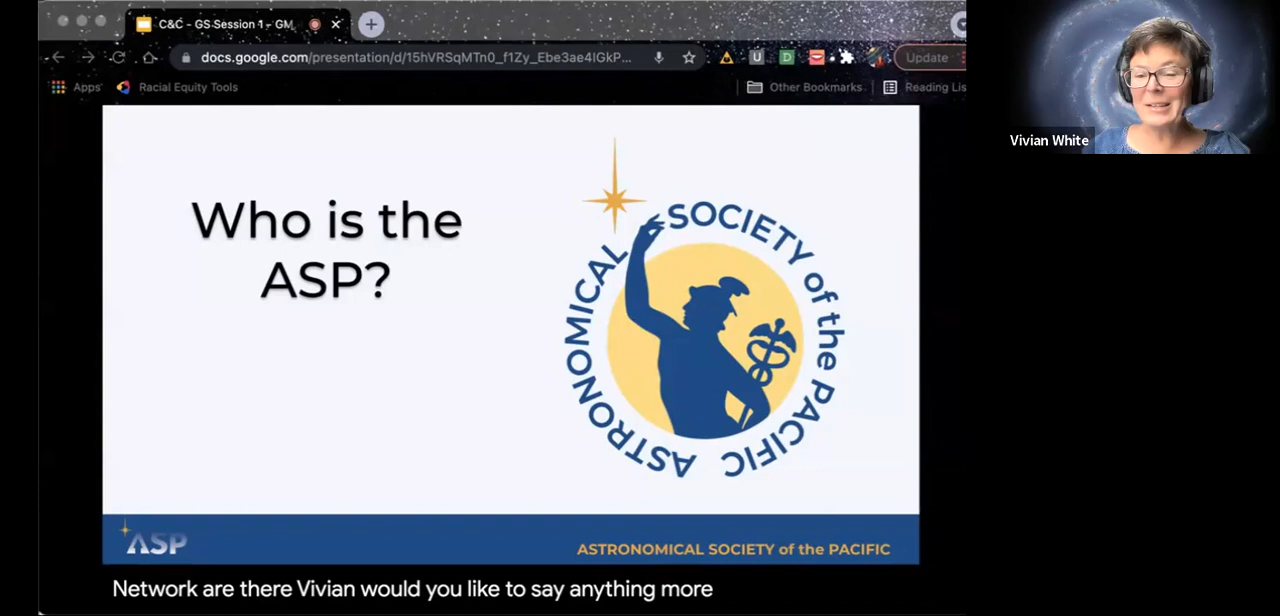 C&C - GS Session 1 - GM
docs.google.com/presentation/d/15hVRSqMTn0_f1Zy_Ebe3ae4IGkP...
Update
Apps
Racial Equity Tools
Other Bookmarks
Reading Lis
Vivian White
Who is the
ASP?
ASTRONOMICAL SOCIETY of the PACIFIC
ASP
ASTRONOMICAL SOCIETY of the PACIFIC
Network are there Vivian would you like to say anything more